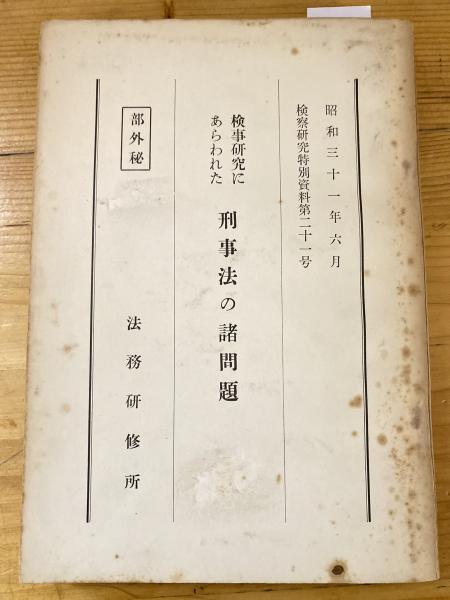 昭和三十一年六月
検察研究特別資料第二十一号
検事研究に
あらわれた
刑事法の諸問題
部外秘
法務研修所